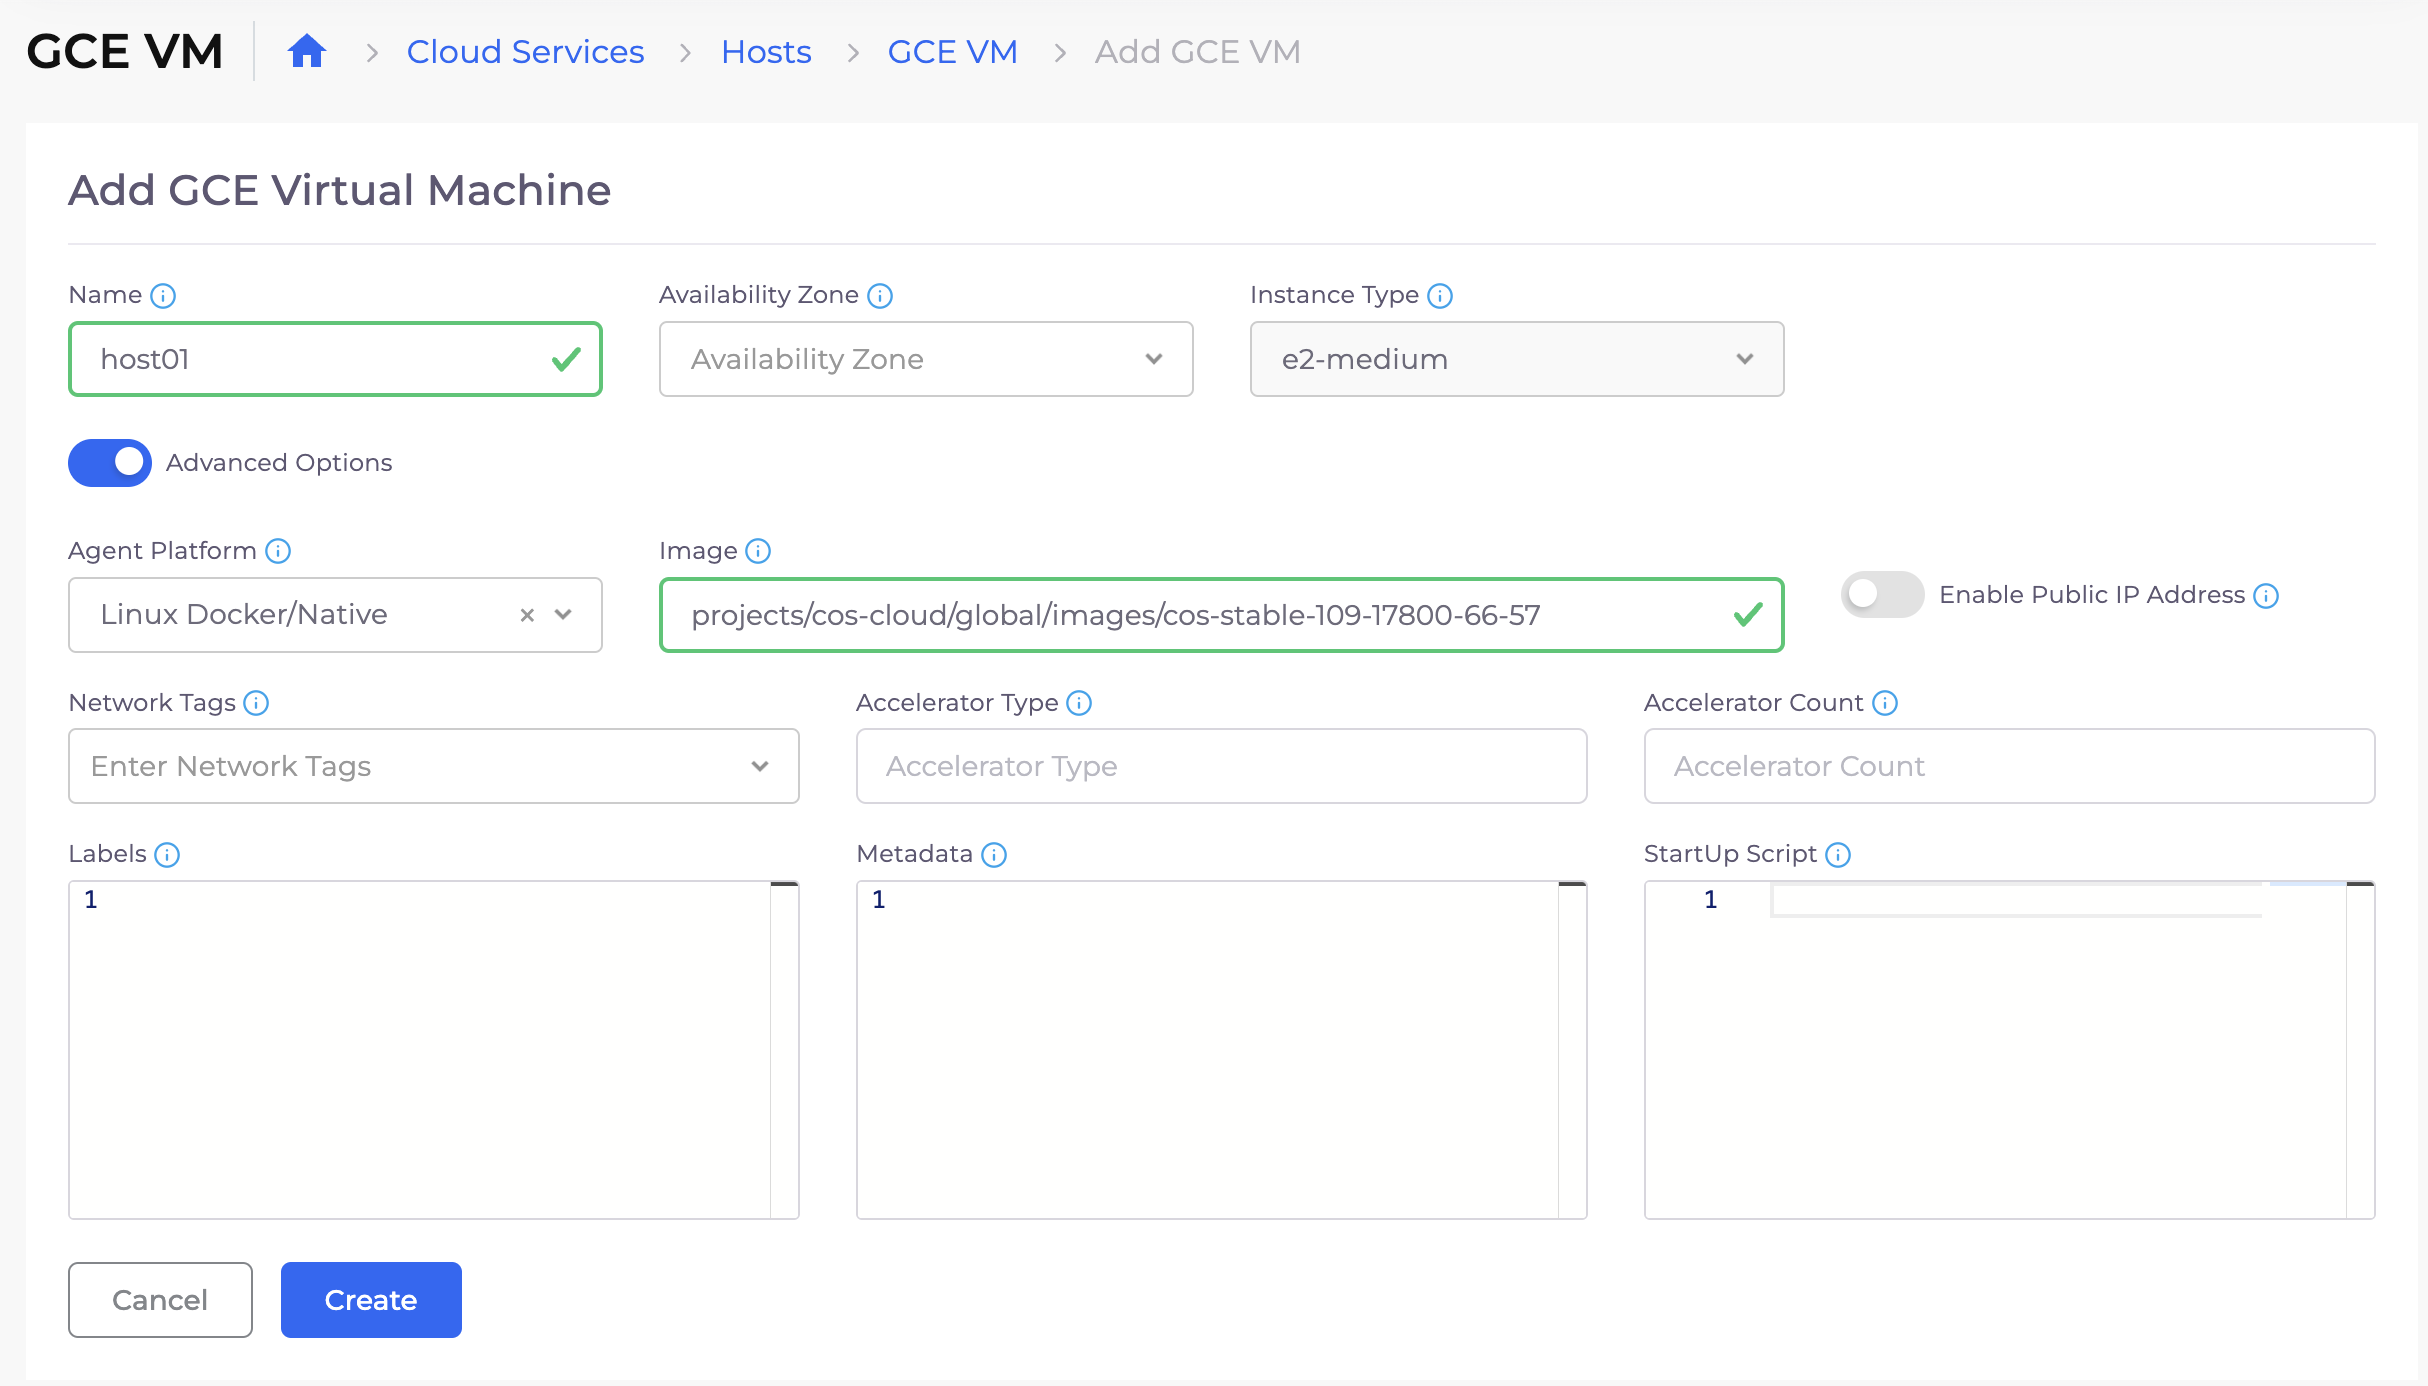 GCE VM
Cloud Services > Hosts > GCE VM > Add GCE VM
Add GCE Virtual Machine
Name
Availability Zone
Instance Type
host01
Availability Zone
e2-medium
Advanced Options
Agent Platform
Image
Linux Docker/Native
projects/cos-cloud/global/images/cos-stable-109-17800-66-57
Enable Public IP Address
Network Tags
Accelerator Type
Accelerator Count
Enter Network Tags
Accelerator Type
Accelerator Count
Labels
Metadata
StartUp Script
1
1
1
Cancel
Create